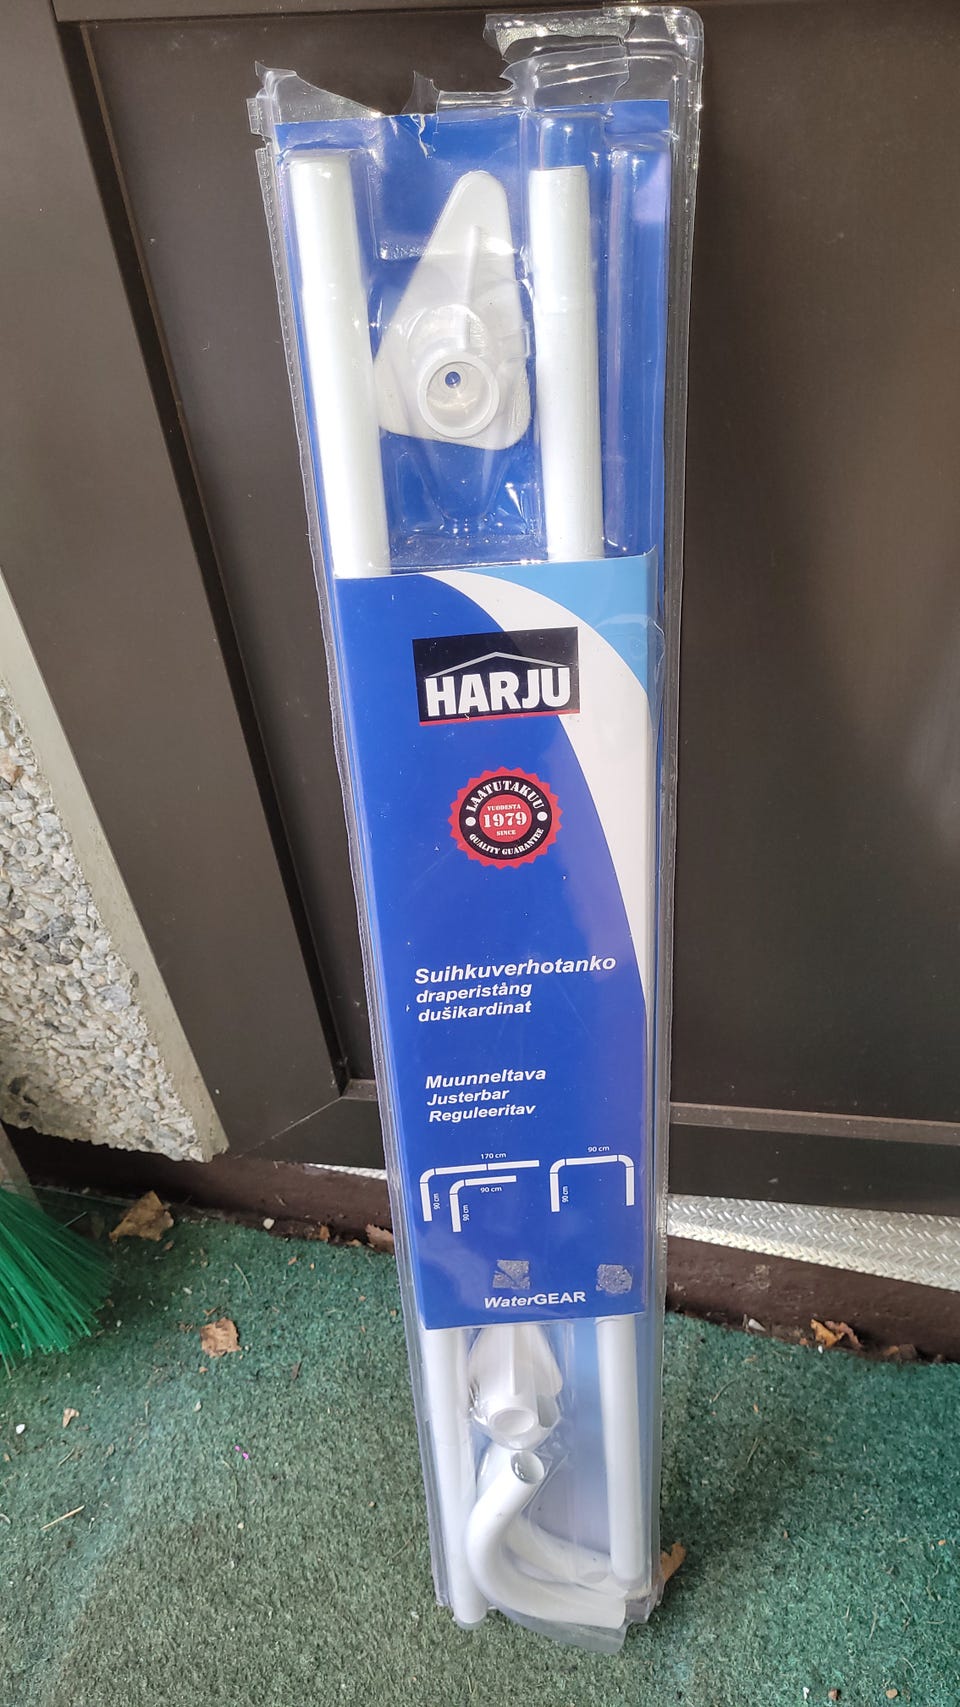 HARJU
LAATUTAKUU
VUODESTA
1979
SINCE
QUALITY GUARANTEE
Suihkuverhotanko
draperistång
dušikardinat
Muunneltava
Justerbar
Reguleeritav
170 cm
90 cm
90 cm
90 cm
90 cm
90 cm
WaterGEAR